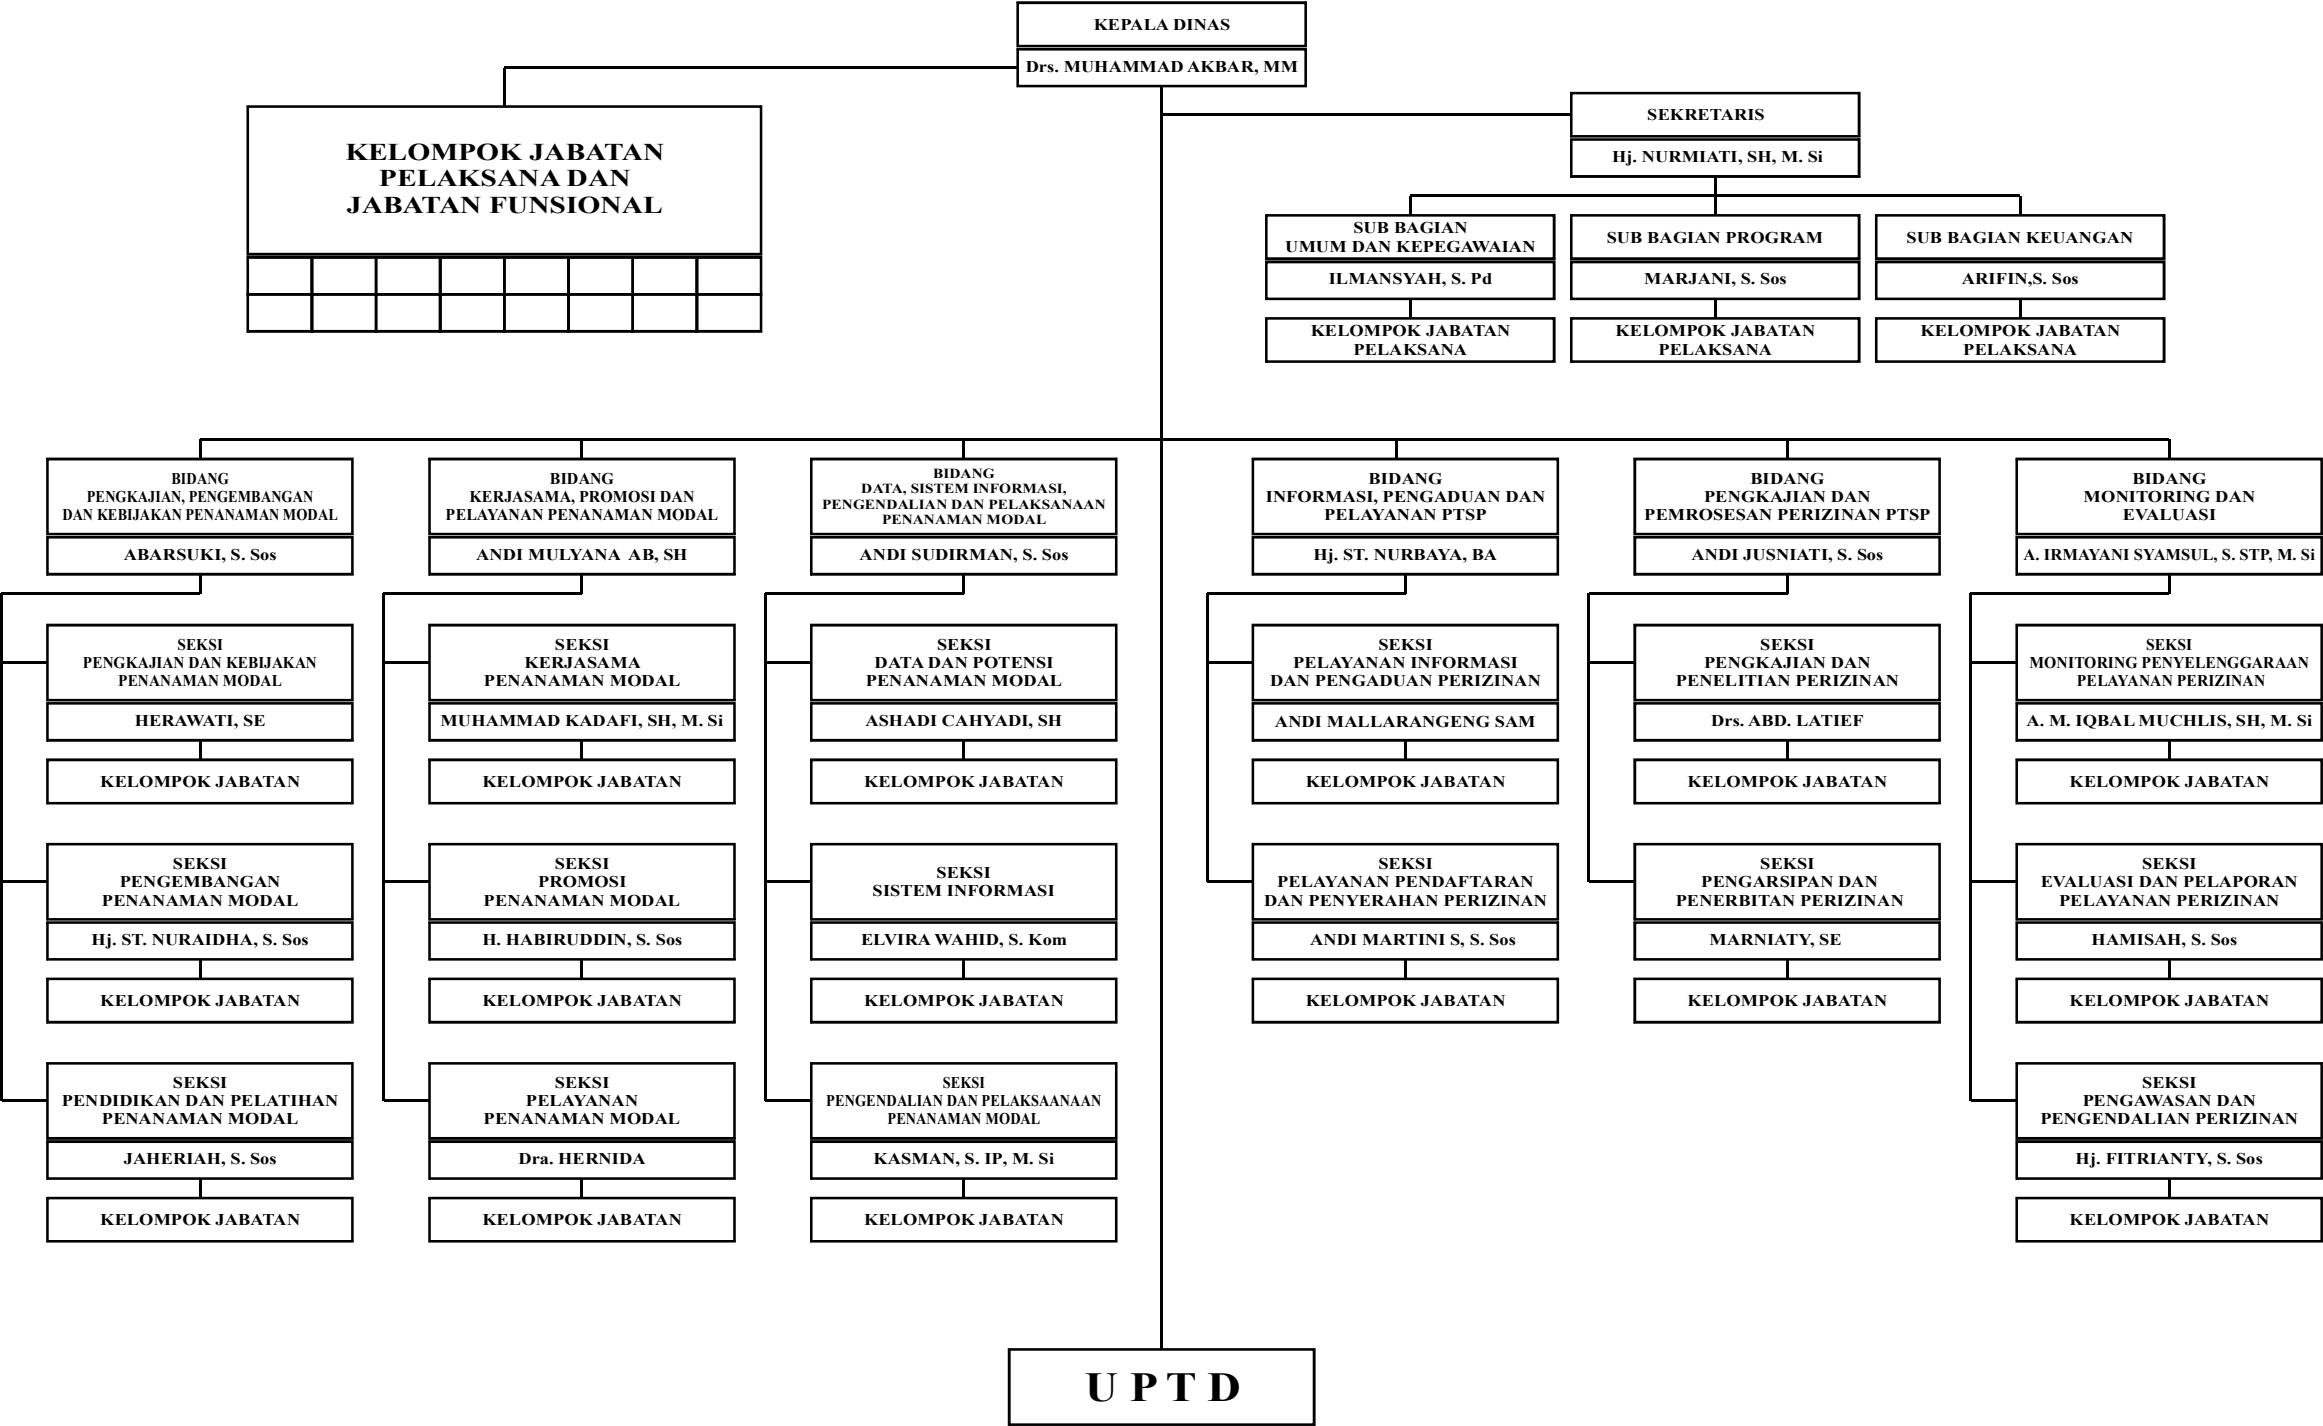 KEPALA DINAS
Drs. MUHAMMAD AKBAR, MM
KELOMPOK JABATAN
PELAKSANA DAN
JABATAN FUNSIONAL
SEKRETARIS
Hj. NURMIATI, SH, M. Si
SUB BAGIAN
UMUM DAN KEPEGAWAIAN
ILMANSYAH, S. Pd
KELOMPOK JABATAN
PELAKSANA
SUB BAGIAN PROGRAM
MARJANI, S. Sos
KELOMPOK JABATAN
PELAKSANA
SUB BAGIAN KEUANGAN
ARIFIN,S. Sos
KELOMPOK JABATAN
PELAKSANA
BIDANG
PENGKAJIAN, PENGEMBANGAN
DAN KEBIJAKAN PENANAMAN MODAL
ABARSUKI, S. Sos
SEKSI
PENGKAJIAN DAN KEBIJAKAN
PENANAMAN MODAL
HERAWATI, SE
KELOMPOK JABATAN
SEKSI
PENGEMBANGAN
PENANAMAN MODAL
Hj. ST. NURAIDHA, S. Sos
KELOMPOK JABATAN
SEKSI
PENDIDIKAN DAN PELATIHAN
PENANAMAN MODAL
JAHERIAH, S. Sos
KELOMPOK JABATAN
BIDANG
KERJASAMA, PROMOSI DAN
PELAYANAN PENANAMAN MODAL
ANDI MULYANA AB, SH
SEKSI
KERJASAMA
PENANAMAN MODAL
MUHAMMAD KADAFI, SH, M. Si
KELOMPOK JABATAN
SEKSI
PROMOSI
PENANAMAN MODAL
H. HABIRUDDIN, S. Sos
KELOMPOK JABATAN
SEKSI
PELAYANAN
PENANAMAN MODAL
Dra. HERNIDA
KELOMPOK JABATAN
BIDANG
DATA, SISTEM INFORMASI,
PENGENDALIAN DAN PELAKSANAAN
PENANAMAN MODAL
ANDI SUDIRMAN, S. Sos
SEKSI
DATA DAN POTENSI
PENANAMAN MODAL
ASHADI CAHYADI, SH
KELOMPOK JABATAN
SEKSI
SISTEM INFORMASI
ELVIRA WAHID, S. Kom
KELOMPOK JABATAN
SEKSI
PENGENDALIAN DAN PELAKSAANAAN
PENANAMAN MODAL
KASMAN, S. IP, M. Si
KELOMPOK JABATAN
BIDANG
INFORMASI, PENGADUAN DAN
PELAYANAN PTSP
Hj. ST. NURBAYA, BA
SEKSI
PELAYANAN INFORMASI
DAN PENGADUAN PERIZINAN
ANDI MALLARANGENG SAM
KELOMPOK JABATAN
SEKSI
PELAYANAN PENDAFTARAN
DAN PENYERAHAN PERIZINAN
ANDI MARTINI S, S. Sos
KELOMPOK JABATAN
BIDANG
PENGKAJIAN DAN
PEMROSESAN PERIZINAN PTSP
ANDI JUSNIATI, S. Sos
SEKSI
PENGKAJIAN DAN
PENELITIAN PERIZINAN
Drs. ABD. LATIEF
KELOMPOK JABATAN
SEKSI
PENGARSIPAN DAN
PENERBITAN PERIZINAN
MARNIATY, SE
KELOMPOK JABATAN
BIDANG
MONITORING DAN
EVALUASI
A. IRMAYANI SYAMSUL, S. STP, M. Si
SEKSI
MONITORING PENYELENGGARAAN
PELAYANAN PERIZINAN
A. M. IQBAL MUCHLIS, SH, M. Si
KELOMPOK JABATAN
SEKSI
EVALUASI DAN PELAPORAN
PELAYANAN PERIZINAN
HAMISAH, S. Sos
KELOMPOK JABATAN
SEKSI
PENGAWASAN DAN
PENGENDALIAN PERIZINAN
Hj. FITRIANTY, S. Sos
KELOMPOK JABATAN
U P T D